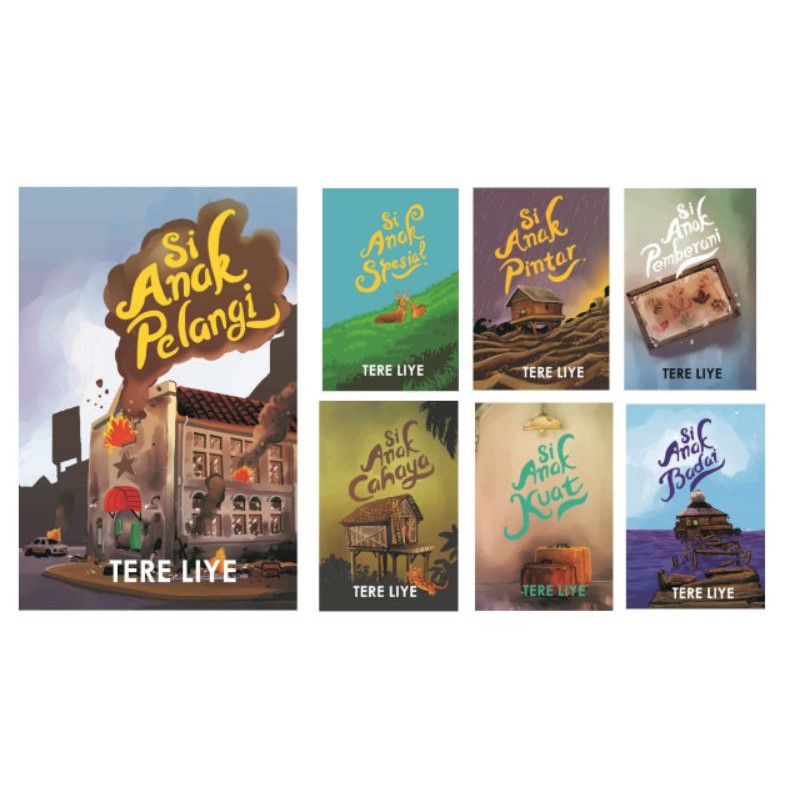 Si
Anak
Pelangi
TERE LIYE
Si
Anak
Spesial
TERE LIYE
Si
Anak
Pintar
TERE LIYE
Si
Anak
Pemberani
TERE LIYE
Si
Anak
Cahaya
TERE LIYE
Si
Anak
Kuat
TERE LIYE
Si
Anak
Badai
TERE LIYE